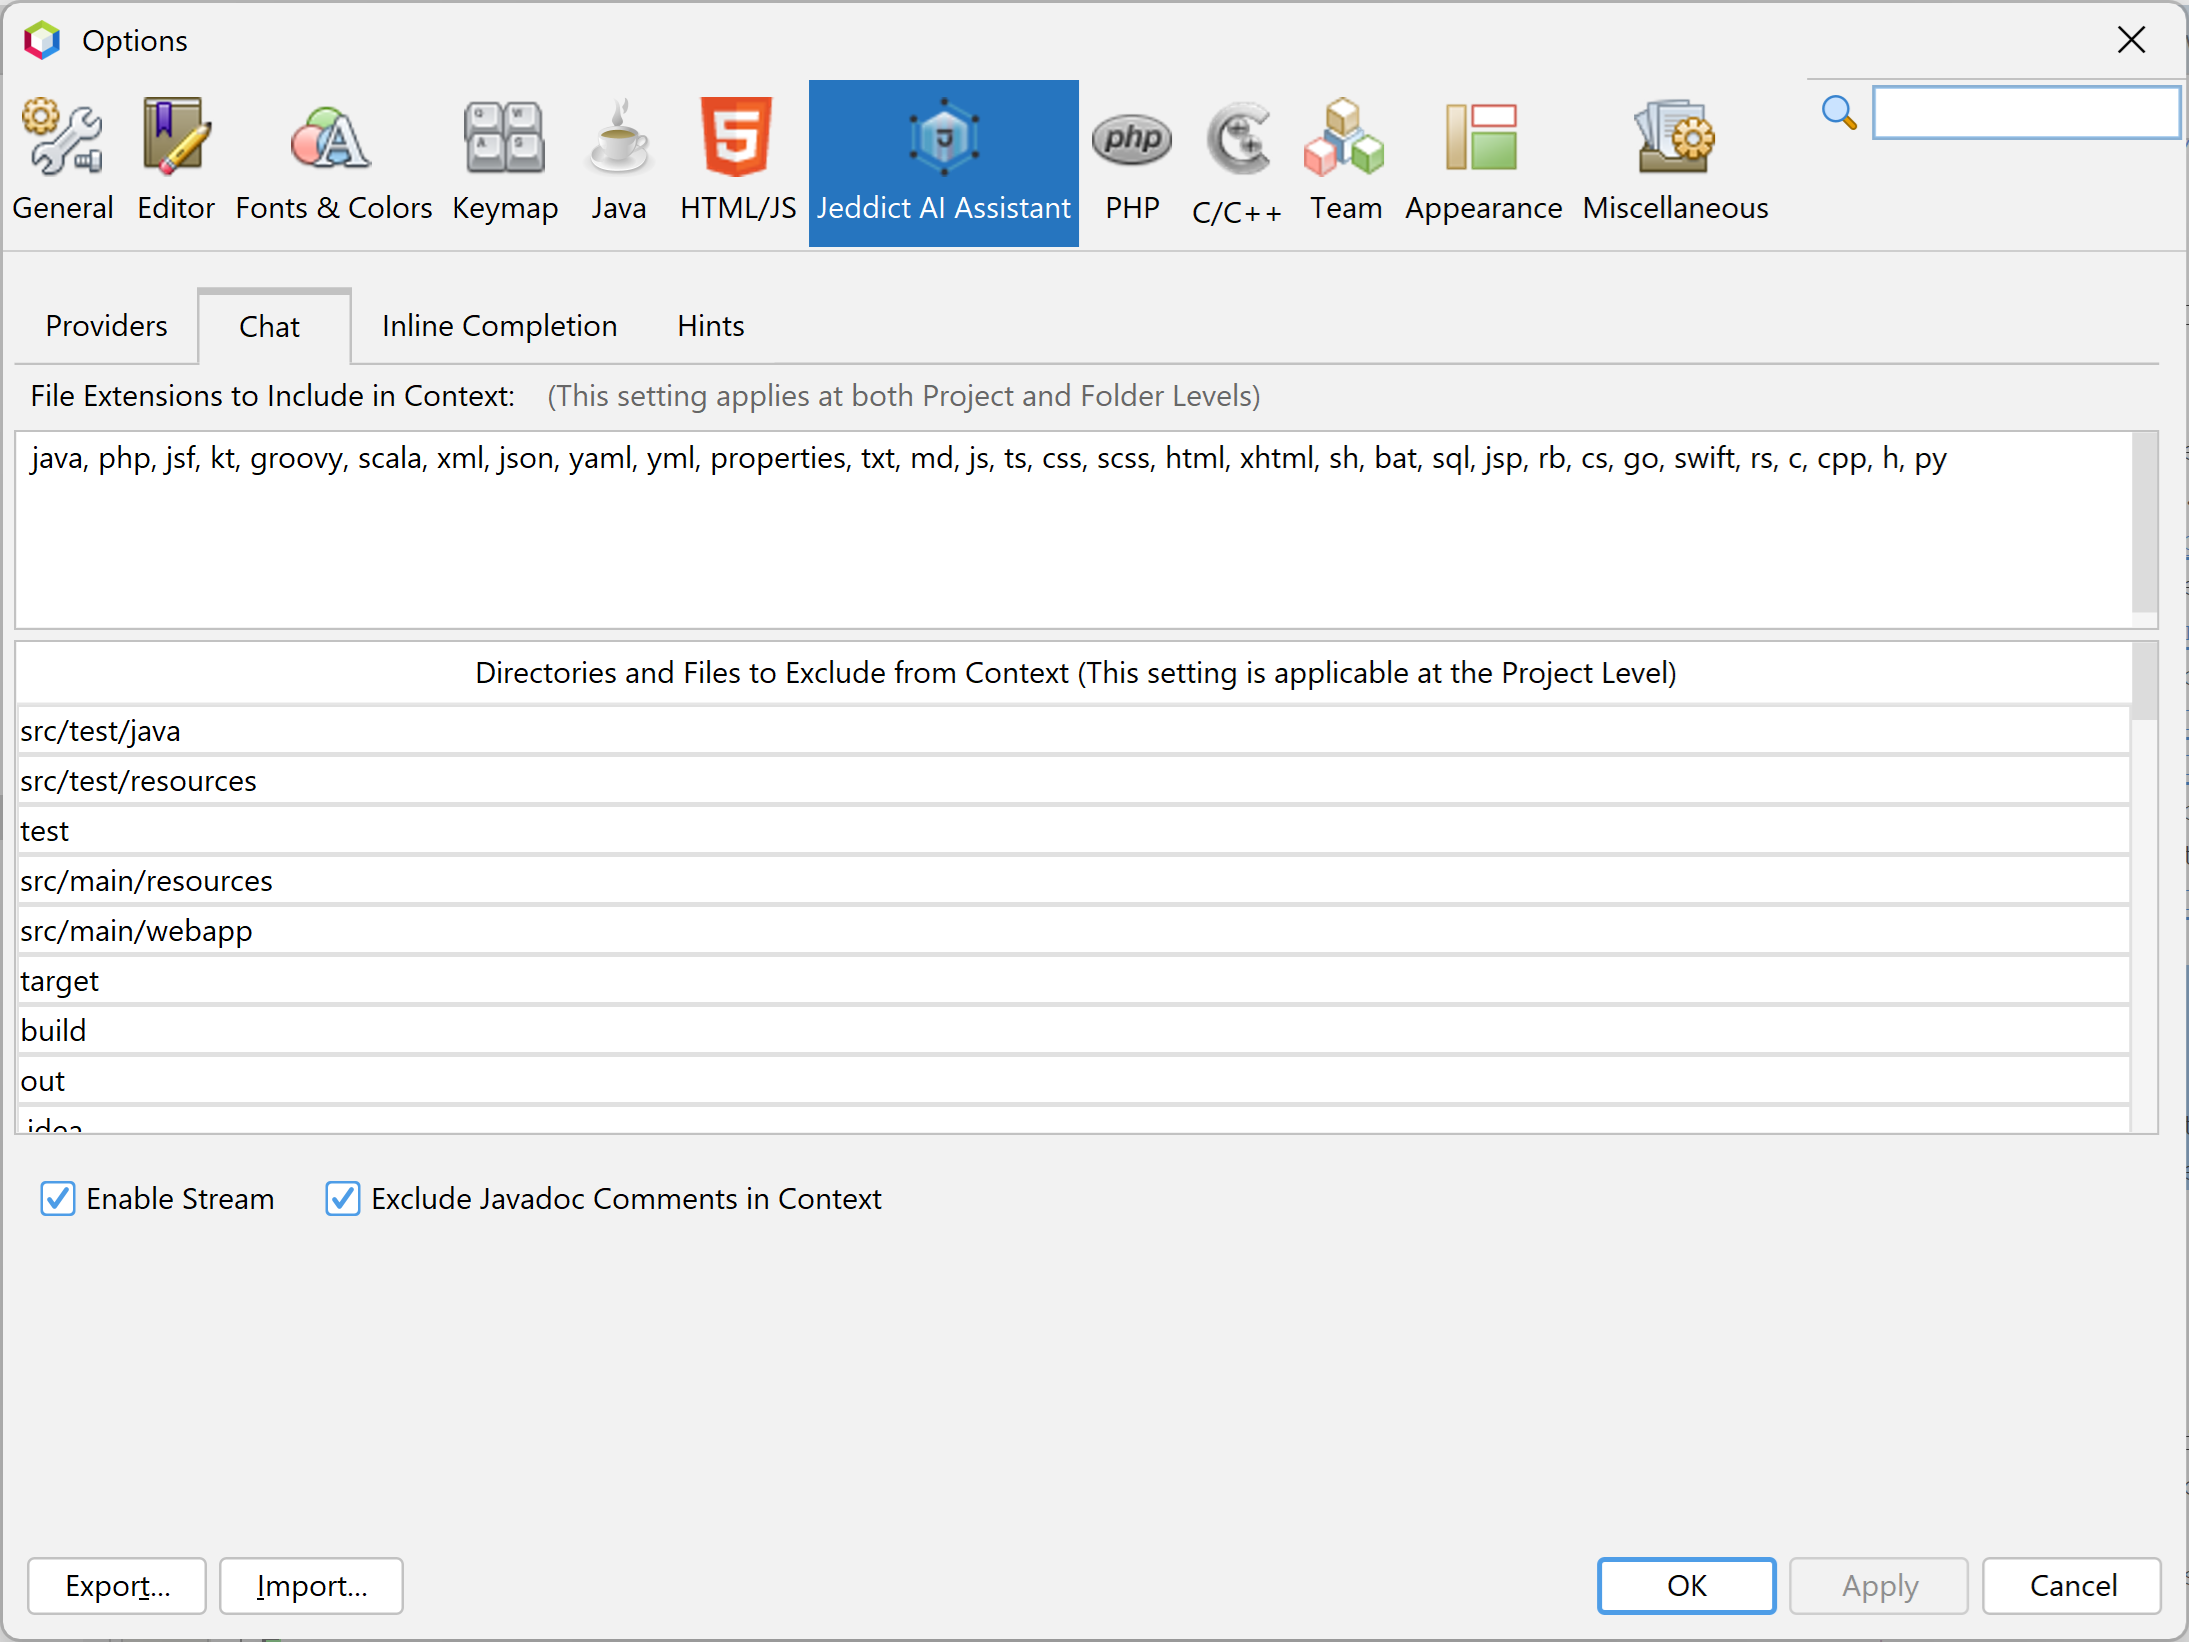 Options
General Editor Fonts & Colors Keymap Java HTML/JS Jeddict AI Assistant PHP C/C++ Team Appearance Miscellaneous
Providers Chat Inline Completion Hints
File Extensions to Include in Context: (This setting applies at both Project and Folder Levels)
java, php, jsf, kt, groovy, scala, xml, json, yaml, yml, properties, txt, md, js, ts, css, scss, html, xhtml, sh, bat, sql, jsp, rb, cs, go, swift, rs, c, cpp, h, py
Directories and Files to Exclude from Context (This setting is applicable at the Project Level)
src/test/java
src/test/resources
test
src/main/resources
src/main/webapp
target
build
out
.idea
Enable Stream Exclude Javadoc Comments in Context
Export... Import... OK Apply Cancel